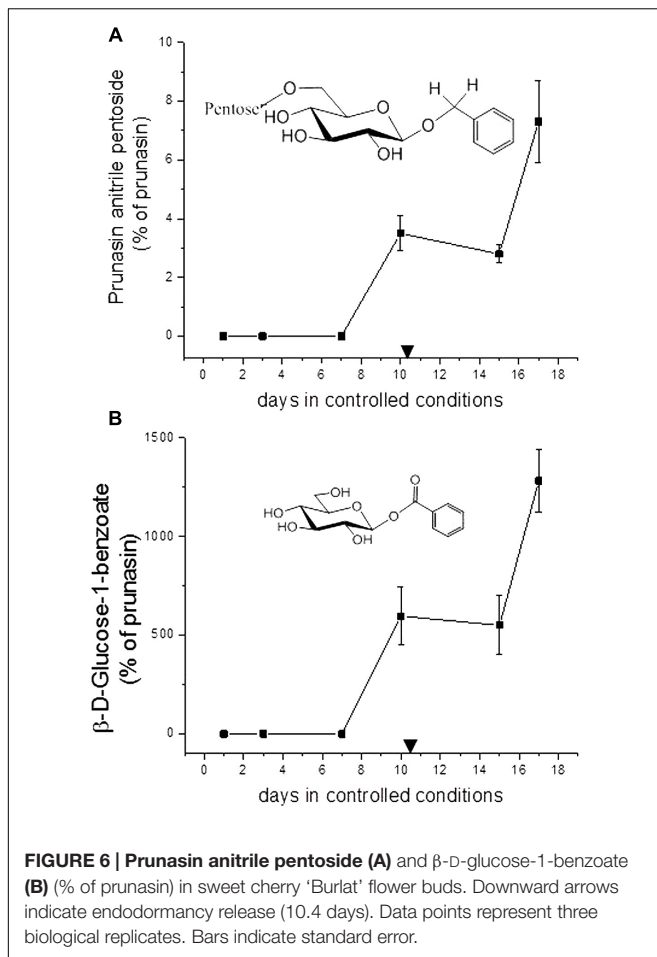 A
Prunasin anitrile pentoside
(% of prunasin)
10
8
6
4
2
0
Pentose
O
HO
HO
O
OH
O
H
H
0 2 4 6 8 10 12 14 16 18
days in controlled conditions
B
β-D-Glucose-1-benzoate
(% of prunasin)
1500
1000
500
0
OH
HO
HO
O
OH
O
O
0 2 4 6 8 10 12 14 16 18
days in controlled conditions
FIGURE 6 | Prunasin anitrile pentoside (A) and β-D-glucose-1-benzoate
(B) (% of prunasin) in sweet cherry ‘Burlat’ flower buds. Downward arrows
indicate endodormancy release (10.4 days). Data points represent three
biological replicates. Bars indicate standard error.